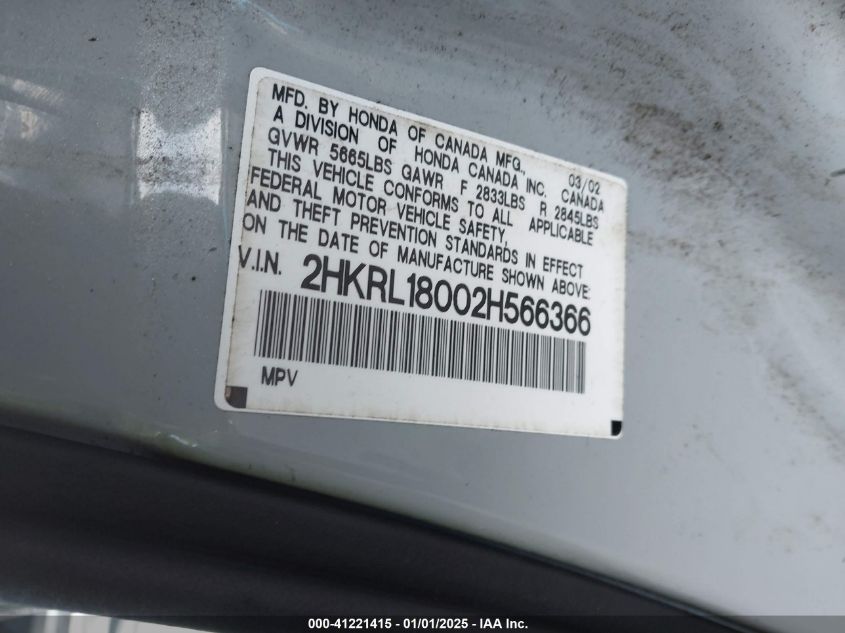 MFD. BY HONDA OF CANADA MFG., 03/02
A DIVISION OF HONDA CANADA INC. CANADA
GVWR 5665LBS GAWR F 2833LBS R 2845LBS
THIS VEHICLE CONFORMS TO ALL APPLICABLE
FEDERAL MOTOR VEHICLE SAFETY,
AND THEFT PREVENTION STANDARDS IN EFFECT
ON THE DATE OF MANUFACTURE SHOWN ABOVE:
V.I.N. 2HKRL18002H566366
MPV
000-41221415 - 01/01/2025 - IAA Inc.